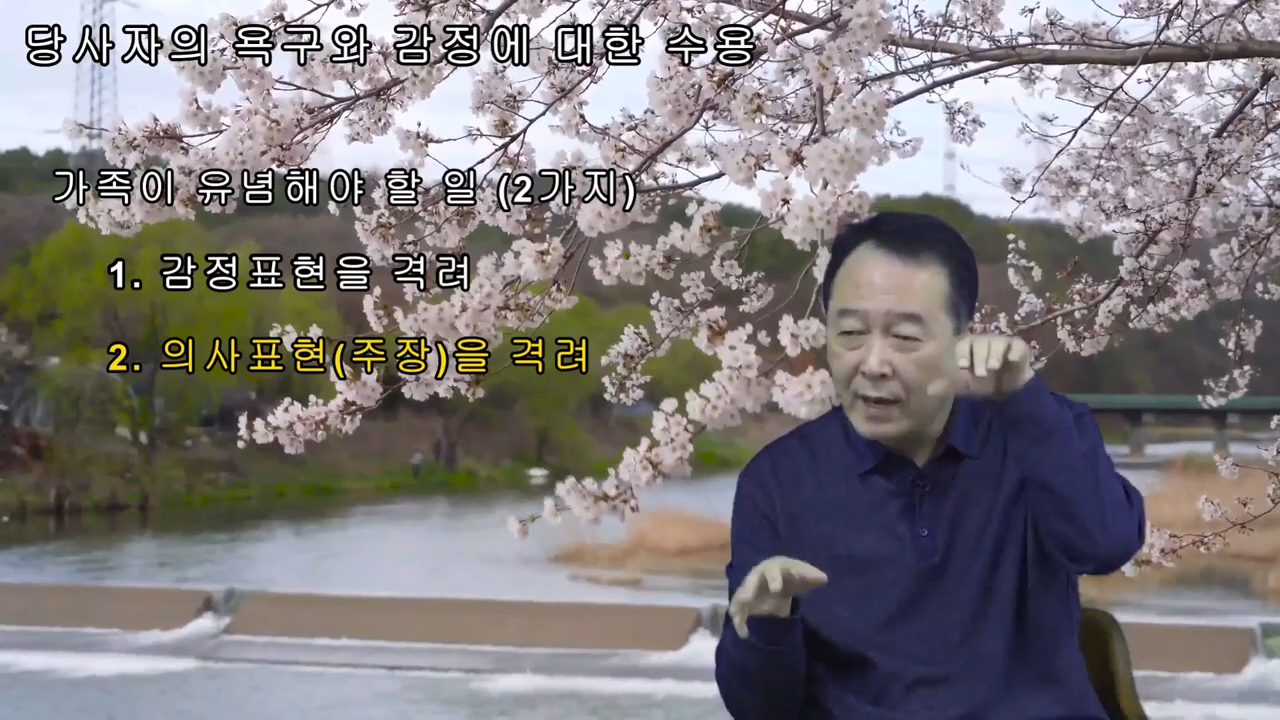 당사자의 욕구와 감정에 대한 수용
가족이 유념해야 할 일 (2가지)
1. 감정표현을 격려
2. 의사표현(주장)을 격려